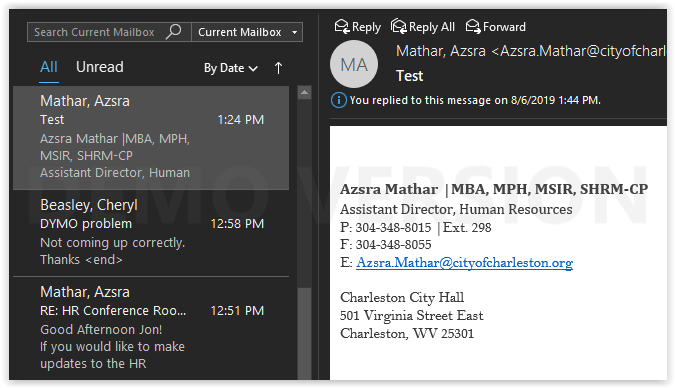 Search Current Mailbox
Current Mailbox
All Unread By Date
Mathar, Azsra
Test 1:24 PM
Azsra Mathar |MBA, MPH,
MSIR, SHRM-CP
Assistant Director, Human
Beasley, Cheryl
DYMO problem 12:58 PM
Not coming up correctly.
Thanks <end>
Mathar, Azsra
RE: HR Conference Roo... 12:51 PM
Good Afternoon Jon!
If you would like to make
updates to the HR
Reply Reply All Forward
MA
Mathar, Azsra <Azsra.Mathar@cityofcharl
Test
You replied to this message on 8/6/2019 1:44 PM.
Azsra Mathar |MBA, MPH, MSIR, SHRM-CP
Assistant Director, Human Resources
P: 304-348-8015 |Ext. 298
F: 304-348-8055
E: Azsra.Mathar@cityofcharleston.org
Charleston City Hall
501 Virginia Street East
Charleston, WV 25301
DEMO VERSION